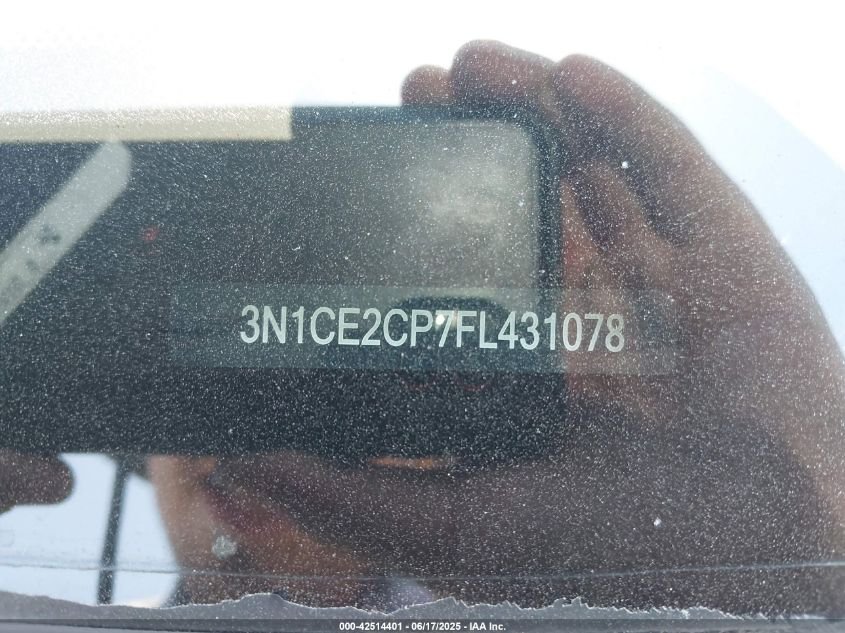 3N1CE2CP7FL431078
000-42514401 - 06/17/2025 - IAA Inc.